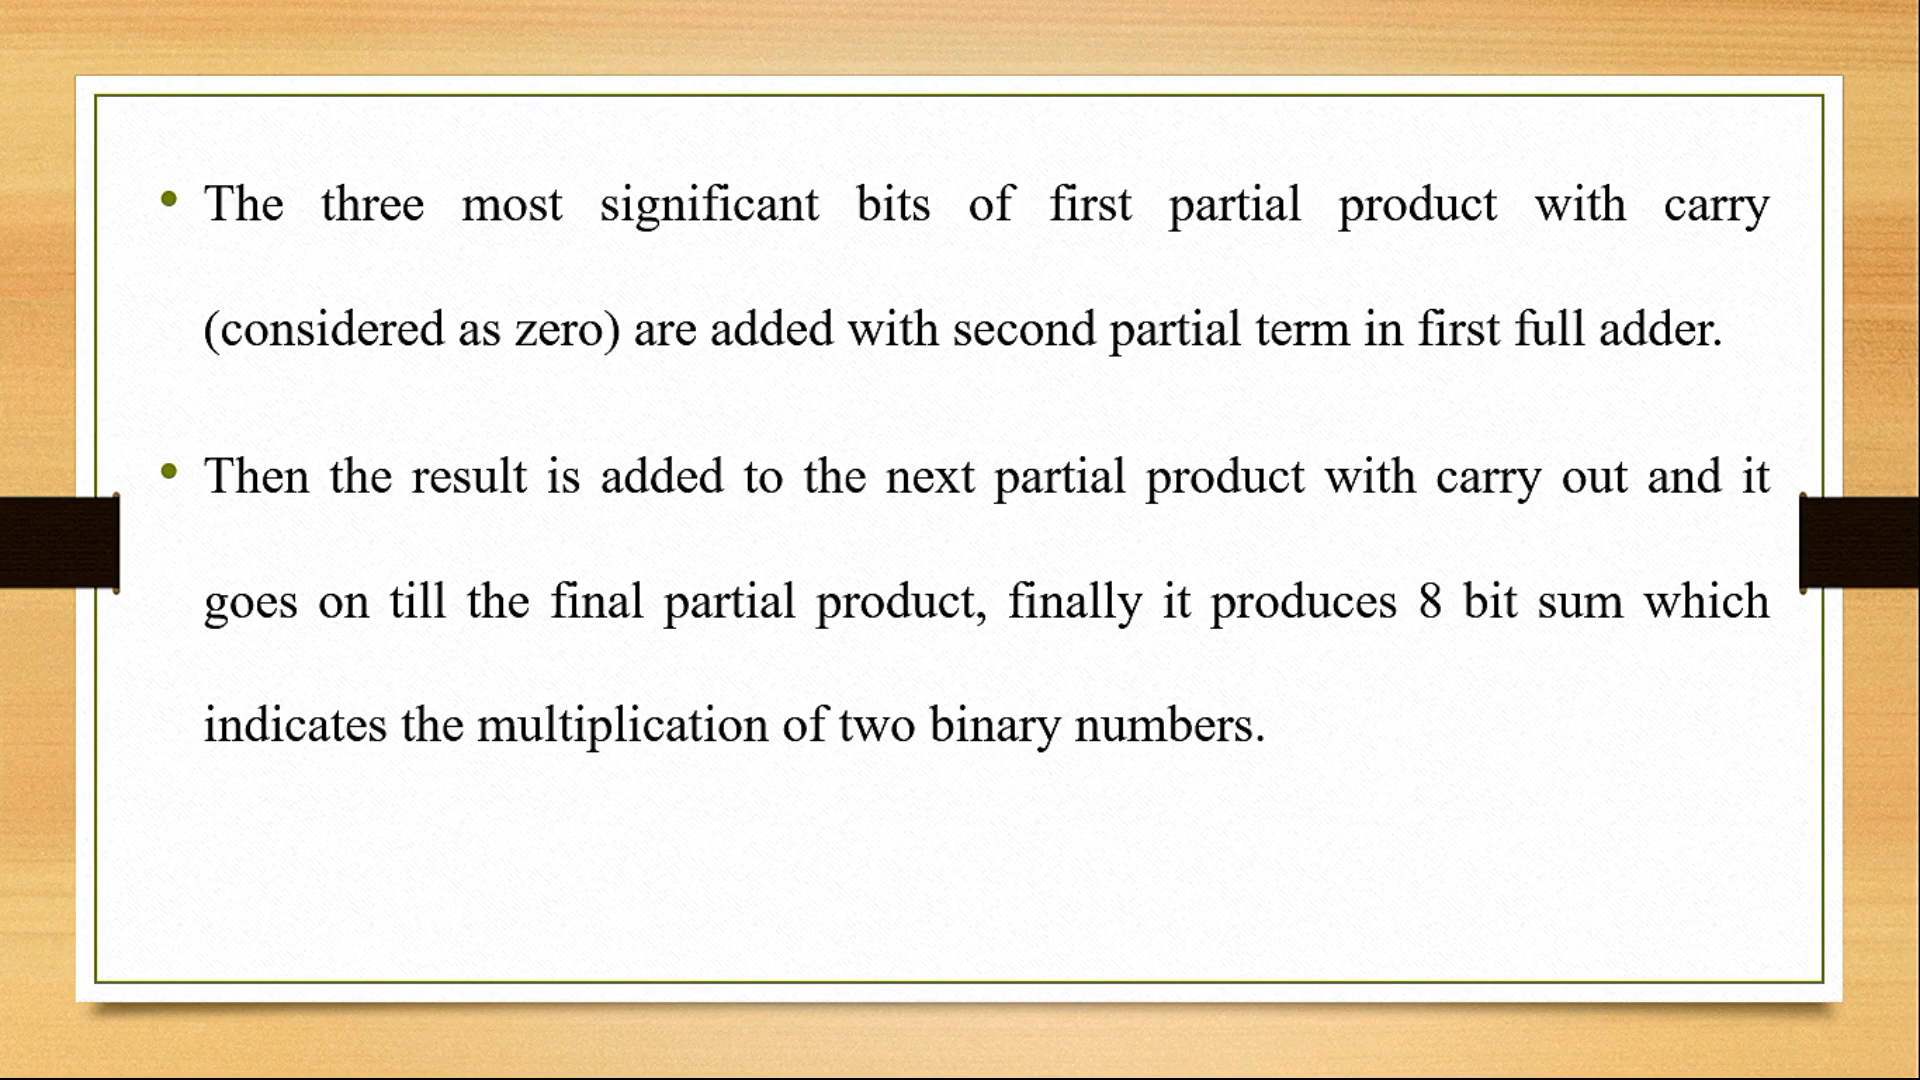 • The three most significant bits of first partial product with carry
(considered as zero) are added with second partial term in first full adder.
• Then the result is added to the next partial product with carry out and it
goes on till the final partial product, finally it produces 8 bit sum which
indicates the multiplication of two binary numbers.